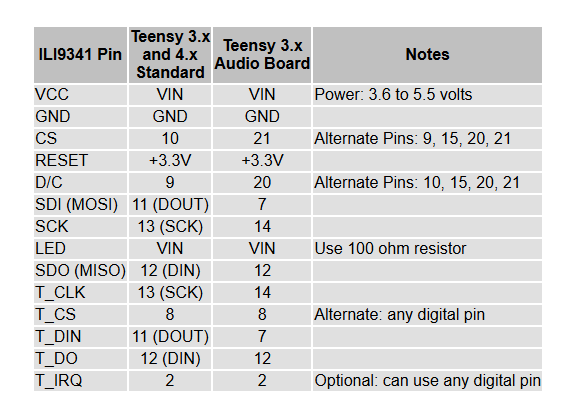 ILI9341 Pin Teensy 3.x and 4.x Standard Teensy 3.x Audio Board Notes
VCC VIN VIN Power: 3.6 to 5.5 volts
GND GND GND
CS 10 21 Alternate Pins: 9, 15, 20, 21
RESET +3.3V +3.3V
D/C 9 20 Alternate Pins: 10, 15, 20, 21
SDI (MOSI) 11 (DOUT) 7
SCK 13 (SCK) 14
LED VIN VIN Use 100 ohm resistor
SDO (MISO) 12 (DIN) 12
T_CLK 13 (SCK) 14
T_CS 8 8 Alternate: any digital pin
T_DIN 11 (DOUT) 7
T_DO 12 (DIN) 12
T_IRQ 2 2 Optional: can use any digital pin